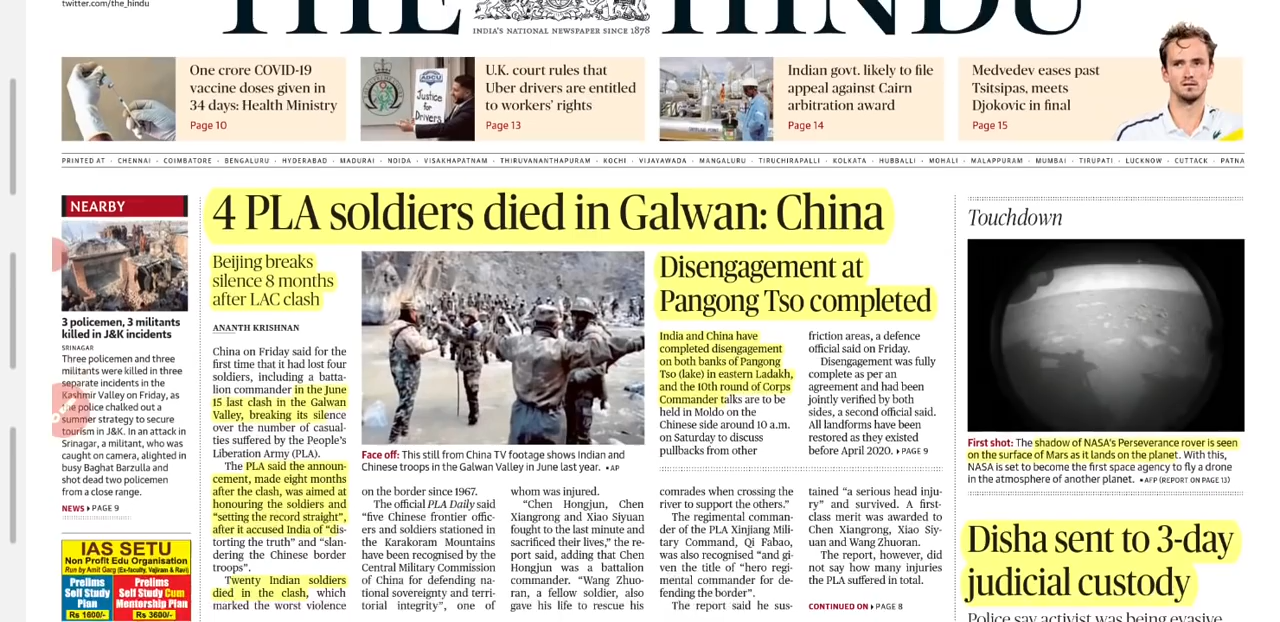 twitter.com/the_hindu
THE HINDU
INDIA'S NATIONAL NEWSPAPER SINCE 1878
One crore COVID-19
vaccine doses given in
34 days: Health Ministry
Page 10
ADCU
Justice
for
Drivers
U.K. court rules that
Uber drivers are entitled
to workers' rights
Page 13
Indian govt. likely to file
appeal against Cairn
arbitration award
Page 14
Medvedev eases past
Tsitsipas, meets
Djokovic in final
Page 15
PRINTED AT · CHENNAI · COIMBATORE · BENGALURU · HYDERABAD · MADURAI · NOIDA · VISAKHAPATNAM · THIRUVANANTHAPURAM · KOCHI · VIJAYAWADA · MANGALURU · TIRUCHIRAPALLI · KOLKATA · HUBBALLI · MOHALI · MALAPPURAM · MUMBAI · TIRUPATI · LUCKNOW · CUTTACK · PATNA
NEARBY
3 policemen, 3 militants
killed in J&K incidents
SRINAGAR
Three policemen and three
militants were killed in three
separate incidents in the
Kashmir Valley on Friday, as
the police chalked out a
summer strategy to secure
tourism in J&K. In an attack in
Srinagar, a militant, who was
caught on camera, alighted in
busy Baghat Barzulla and
shot dead two policemen
from a close range.
NEWS PAGE 9
IAS SETU
Non Profit Edu Organisation
Run by Amit Garg (Ex-faculty, Vajiram & Ravi)
Prelims
Self Study
Plan
Rs 1600/-
Prelims
Self Study Cum
Mentorship Plan
Rs 3600/-
4 PLA soldiers died in Galwan: China
Beijing breaks
silence 8 months
after LAC clash
ANANTH KRISHNAN
China on Friday said for the
first time that it had lost four
soldiers, including a batta-
lion commander in the June
15 last clash in the Galwan
Valley, breaking its silence
over the number of casual-
ties suffered by the People's
Liberation Army (PLA).
The PLA said the announ-
cement, made eight months
after the clash, was aimed at
honouring the soldiers and
"setting the record straight",
after it accused India of "dis-
torting the truth" and "slan-
dering the Chinese border
troops".
Twenty Indian soldiers
died in the clash, which
marked the worst violence
Face off: This still from China TV footage shows Indian and
Chinese troops in the Galwan Valley in June last year. • AP
on the border since 1967.
The official PLA Daily said
"five Chinese frontier offic-
ers and soldiers stationed in
the Karakoram Mountains
have been recognised by the
Central Military Commission
of China for defending na-
tional sovereignty and terri-
torial integrity", one of
whom was injured.
"Chen Hongjun, Chen
Xiangrong and Xiao Siyuan
fought to the last minute and
sacrificed their lives," the re-
port said, adding that Chen
Hongjun was a battalion
commander. "Wang Zhuo-
ran, a fellow soldier, also
gave his life to rescue his
Disengagement at
Pangong Tso completed
India and China have
completed disengagement
on both banks of Pangong
Tso (lake) in eastern Ladakh,
and the 10th round of Corps
Commander talks are to be
held in Moldo on the
Chinese side around 10 a.m.
on Saturday to discuss
pullbacks from other
friction areas, a defence
official said on Friday.
Disengagement was fully
complete as per an
agreement and had been
jointly verified by both
sides, a second official said.
All landforms have been
restored as they existed
before April 2020. PAGE 9
comrades when crossing the
river to support the others."
The regimental comman-
der of the PLA Xinjiang Mili-
tary Command, Qi Fabao,
was also recognised "and gi-
ven the title of "hero regi-
mental commander for de-
fending the border".
The report said he sus-
tained "a serious head inju-
ry" and survived. A first-
class merit was awarded to
Chen Xiangrong, Xiao Siy-
uan and Wang Zhuoran.
The report, however, did
not say how many injuries
the PLA suffered in total.
CONTINUED ON PAGE 8
Touchdown
First shot: The shadow of NASA's Perseverance rover is seen
on the surface of Mars as it lands on the planet. With this,
NASA is set to become the first space agency to fly a drone
in the atmosphere of another planet. • AFP (REPORT ON PAGE 13)
Disha sent to 3-day
judicial custody
Police say activist was being evasive